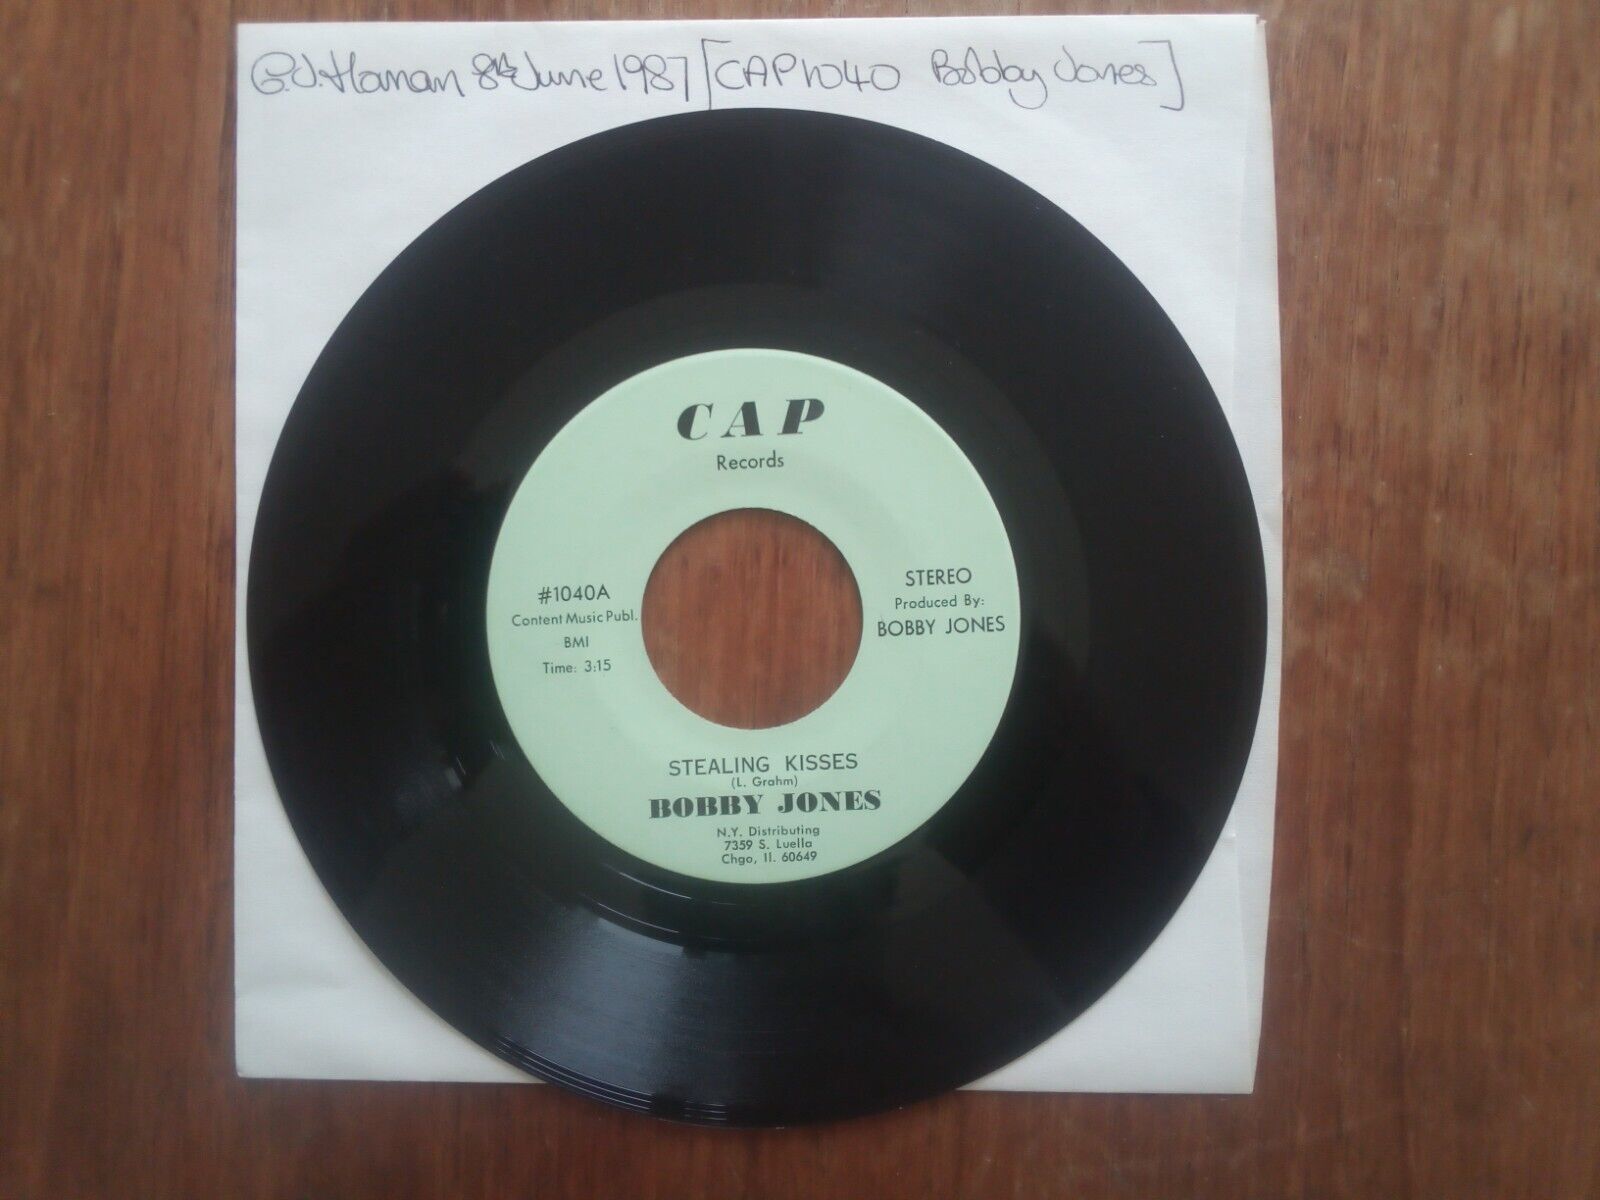 G.J. Hanan 8th June 1987 [CAP 1040 Bobby Jones]
CAP
Records
#1040A
Content Music Publ.
BMI
Time: 3:15
STEREO
Produced By:
BOBBY JONES
STEALING KISSES
(L. Grahm)
BOBBY JONES
N.Y. Distributing
7359 S. Luella
Chgo, Il. 60649